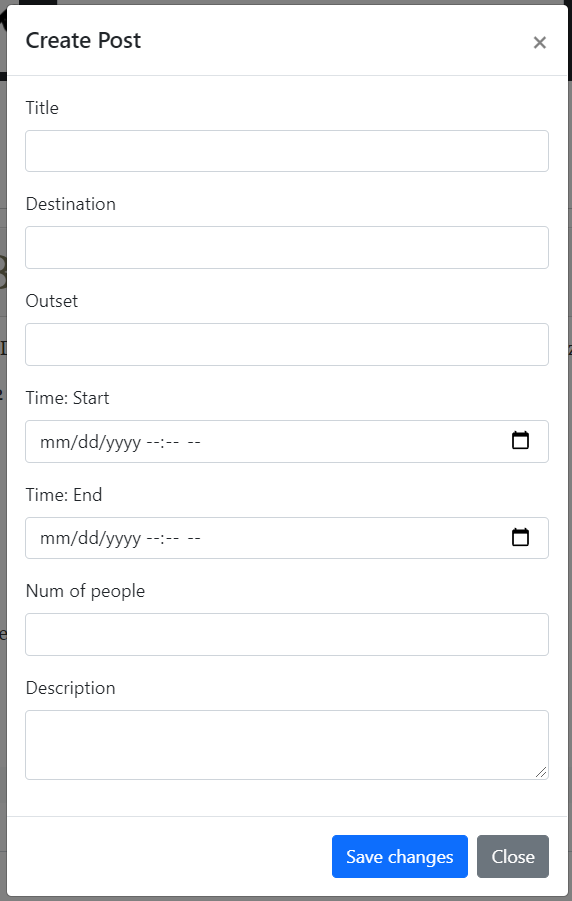 Create Post
×
Title
Destination
Outset
Time: Start
mm/dd/yyyy --:-- --
Time: End
mm/dd/yyyy --:-- --
Num of people
Description
Save changes Close